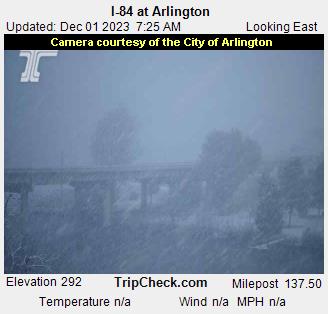 I-84 at Arlington
Updated: Dec 01 2023 7:25 AM Looking East
Camera courtesy of the City of Arlington
Elevation 292 TripCheck.com Milepost 137.50
Temperature n/a Wind n/a MPH n/a